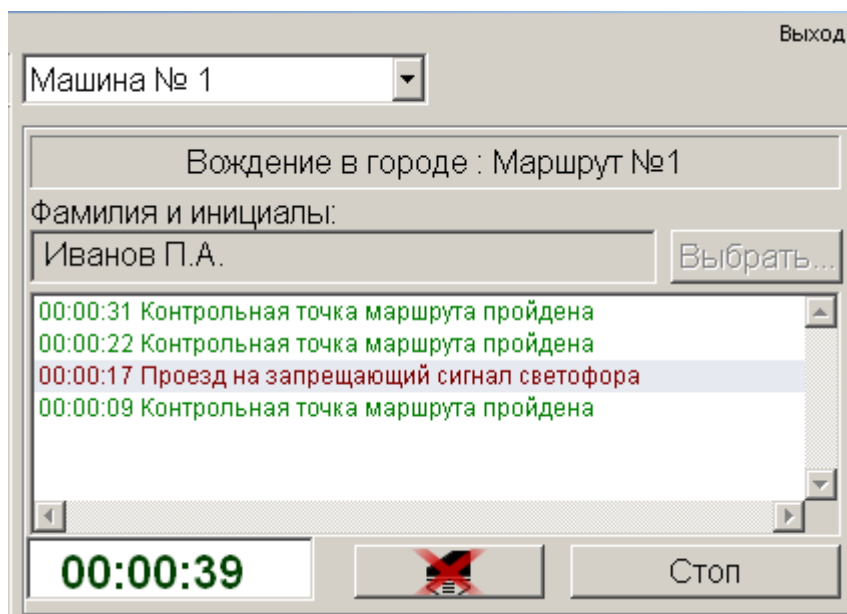 Выход
Машина № 1
Вождение в городе : Маршрут №1
Фамилия и инициалы:
Иванов П.А.
Выбрать...
00:00:31 Контрольная точка маршрута пройдена
00:00:22 Контрольная точка маршрута пройдена
00:00:17 Проезд на запрещающий сигнал светофора
00:00:09 Контрольная точка маршрута пройдена
00:00:39
Стоп